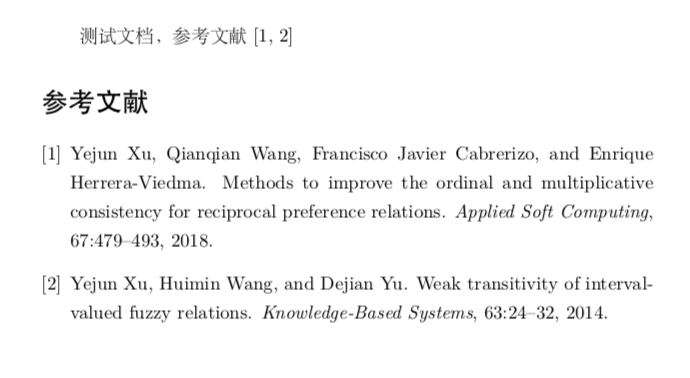 测试文档，参考文献 [1, 2]
参考文献
[1] Yejun Xu, Qianqian Wang, Francisco Javier Cabrerizo, and Enrique
Herrera-Viedma. Methods to improve the ordinal and multiplicative
consistency for reciprocal preference relations. Applied Soft Computing,
67:479–493, 2018.
[2] Yejun Xu, Huimin Wang, and Dejian Yu. Weak transitivity of interval-
valued fuzzy relations. Knowledge-Based Systems, 63:24–32, 2014.